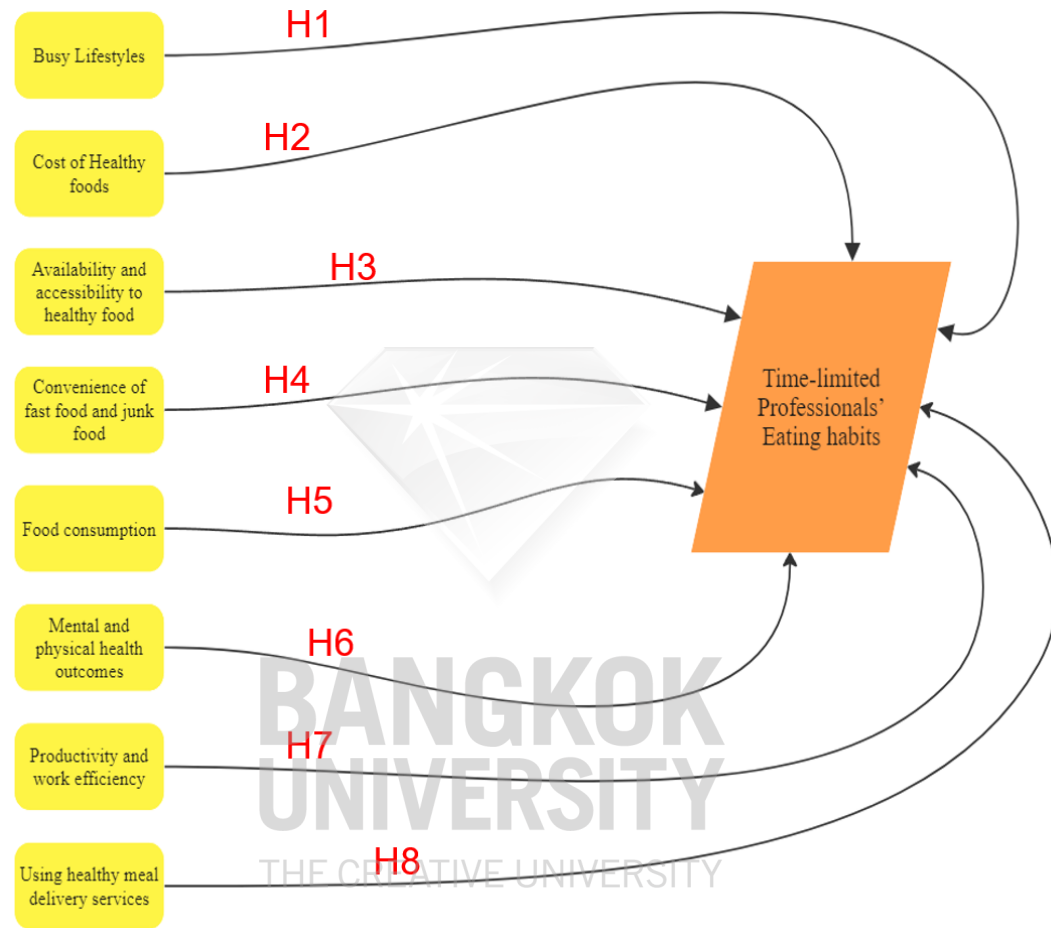 H1
Busy Lifestyles
H2
Cost of Healthy
foods
H3
Availability and
accessibility to
healthy food
H4
Convenience of
fast food and junk
food
Time-limited
Professionals’
Eating habits
H5
Food consumption
H6
Mental and
physical health
outcomes
BANGKOK
UNIVERSITY
THE CREATIVE UNIVERSITY
H7
Productivity and
work efficiency
H8
Using healthy meal
delivery services